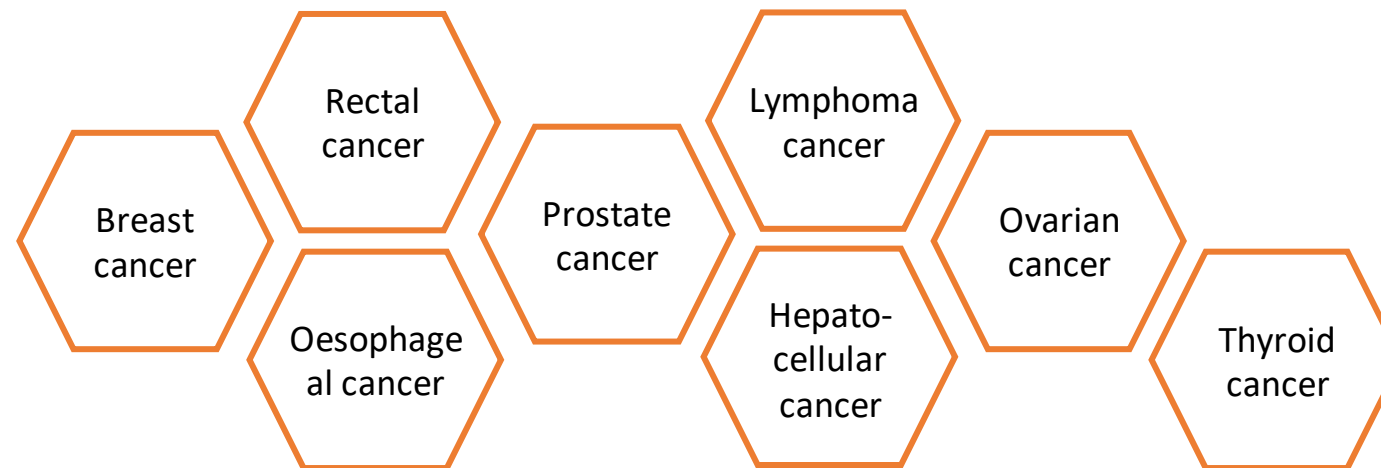 Breast
cancer
Rectal
cancer
Oesophage
al cancer
Prostate
cancer
Lymphoma
cancer
Hepato-
cellular
cancer
Ovarian
cancer
Thyroid
cancer